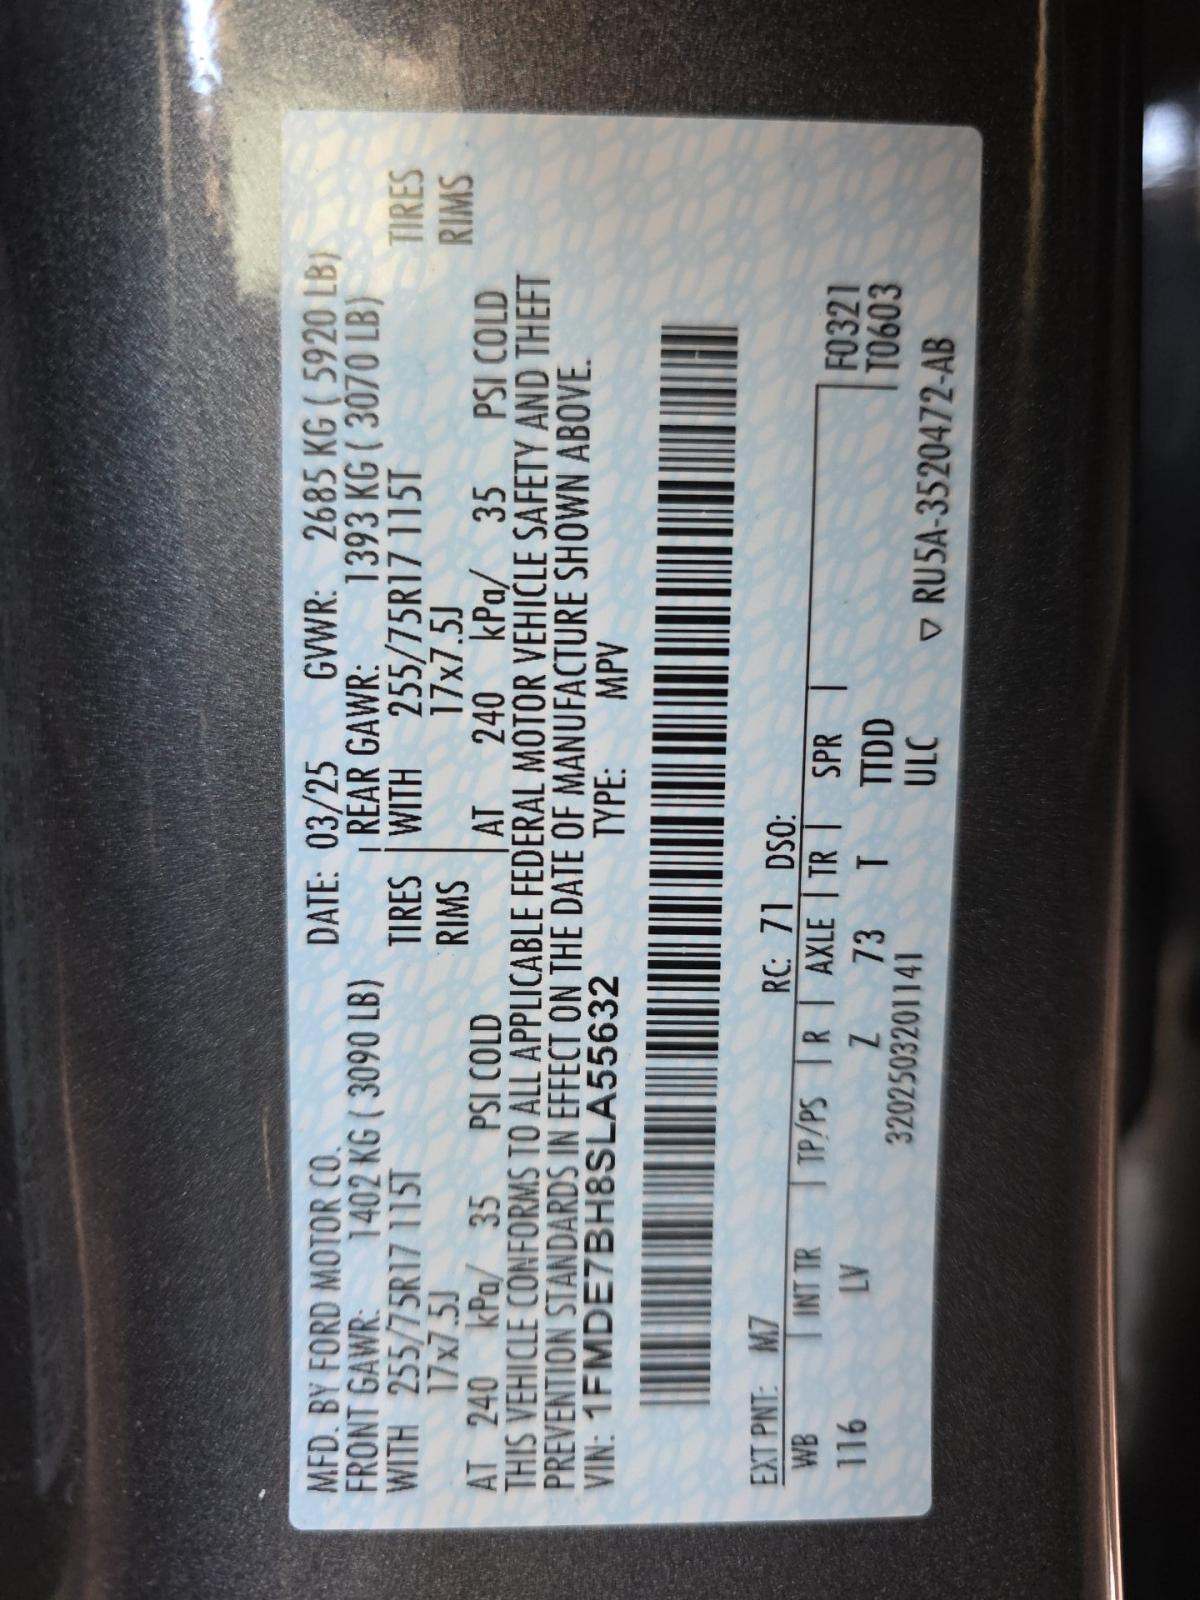 MFD. BY FORD MOTOR CO. DATE: 03/25 GVWR: 2685 KG ( 5920 LB)
FRONT GAWR: 1402 KG ( 3090 LB) REAR GAWR: 1393 KG ( 3070 LB)
WITH 255/75R17 115T TIRES WITH 255/75R17 115T TIRES
17x7.5J RIMS 17x7.5J RIMS
AT 240 kPa/ 35 PSI COLD AT 240 kPa/ 35 PSI COLD
THIS VEHICLE CONFORMS TO ALL APPLICABLE FEDERAL MOTOR VEHICLE SAFETY AND THEFT
PREVENTION STANDARDS IN EFFECT ON THE DATE OF MANUFACTURE SHOWN ABOVE.
VIN: 1FMDE7BH8SLA55632 TYPE: MPV
EXT PNT: M7 RC: 71 DSO:
WB INT TR TP/PS R AXLE TR SPR F0321
116 LV Z 73 T TTDD T0603
3202503201141 ULC
▽ RU5A-3520472-AB